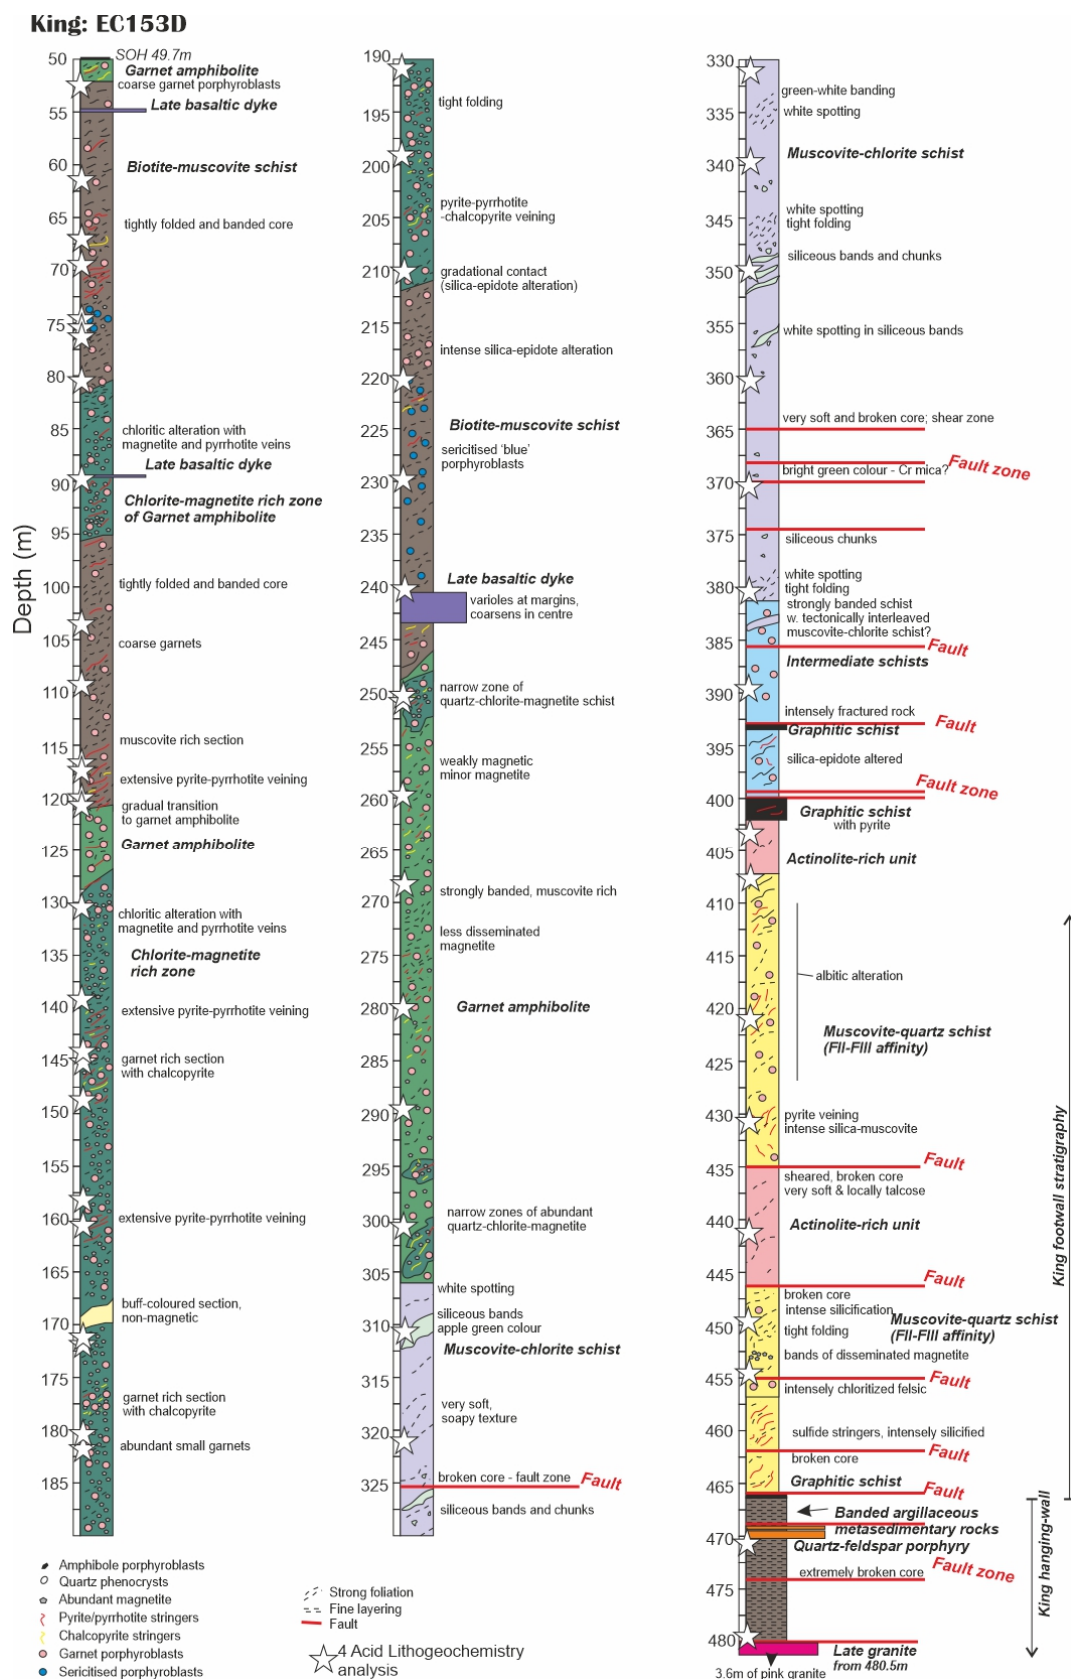 King: EC153D
Depth (m)
50
55
60
65
70
75
80
85
90
95
100
105
110
115
120
125
130
135
140
145
150
155
160
165
170
175
180
185
SOH 49.7m
Garnet amphibolite
coarse garnet porphyroblasts
Late basaltic dyke
Biotite-muscovite schist
tightly folded and banded core
chloritic alteration with
magnetite and pyrrhotite veins
Late basaltic dyke
Chlorite-magnetite rich zone
of Garnet amphibolite
tightly folded and banded core
coarse garnets
muscovite rich section
extensive pyrite-pyrrhotite veining
gradual transition
to garnet amphibolite
Garnet amphibolite
chloritic alteration with
magnetite and pyrrhotite veins
Chlorite-magnetite
rich zone
extensive pyrite-pyrrhotite veining
garnet rich section
with chalcopyrite
extensive pyrite-pyrrhotite veining
buff-coloured section,
non-magnetic
garnet rich section
with chalcopyrite
abundant small garnets
190
195
200
205
210
215
220
225
230
235
240
245
250
255
260
265
270
275
280
285
290
295
300
305
310
315
320
325
tight folding
pyrite-pyrrhotite
-chalcopyrite veining
gradational contact
(silica-epidote alteration)
intense silica-epidote alteration
Biotite-muscovite schist
sericitised 'blue'
porphyroblasts
Late basaltic dyke
varioles at margins,
coarsens in centre
narrow zone of
quartz-chlorite-magnetite schist
weakly magnetic
minor magnetite
strongly banded, muscovite rich
less disseminated
magnetite
Garnet amphibolite
narrow zones of abundant
quartz-chlorite-magnetite
white spotting
siliceous bands
apple green colour
Muscovite-chlorite schist
very soft,
soapy texture
broken core - fault zone
Fault
siliceous bands and chunks
330
335
340
345
350
355
360
365
370
375
380
385
390
395
400
405
410
415
420
425
430
435
440
445
450
455
460
465
470
475
480
green-white banding
white spotting
Muscovite-chlorite schist
white spotting
tight folding
siliceous bands and chunks
white spotting in siliceous bands
very soft and broken core; shear zone
Fault zone
bright green colour - Cr mica?
siliceous chunks
white spotting
tight folding
strongly banded schist
w. tectonically interleaved
muscovite-chlorite schist?
Fault
Intermediate schists
intensely fractured rock
Fault
Graphitic schist
silica-epidote altered
Fault zone
Graphitic schist
with pyrite
Actinolite-rich unit
albitic alteration
Muscovite-quartz schist
(FII-FIII affinity)
pyrite veining
intense silica-muscovite
Fault
sheared, broken core
very soft & locally talcose
Actinolite-rich unit
Fault
broken core
intense silicification
Muscovite-quartz schist
(FII-FIII affinity)
tight folding
bands of disseminated magnetite
Fault
intensely chloritized felsic
sulfide stringers, intensely silicified
Fault
broken core
Graphitic schist
Fault
Banded argillaceous
metasedimentary rocks
Quartz-feldspar porphyry
Fault zone
extremely broken core
Late granite
from 480.5m
3.6m of pink granite
King footwall stratigraphy
King hanging-wall
Amphibole porphyroblasts
Quartz phenocrysts
Abundant magnetite
Pyrite/pyrrhotite stringers
Chalcopyrite stringers
Garnet porphyroblasts
Sericitised porphyroblasts
Strong foliation
Fine layering
Fault
4 Acid Lithogeochemistry
analysis